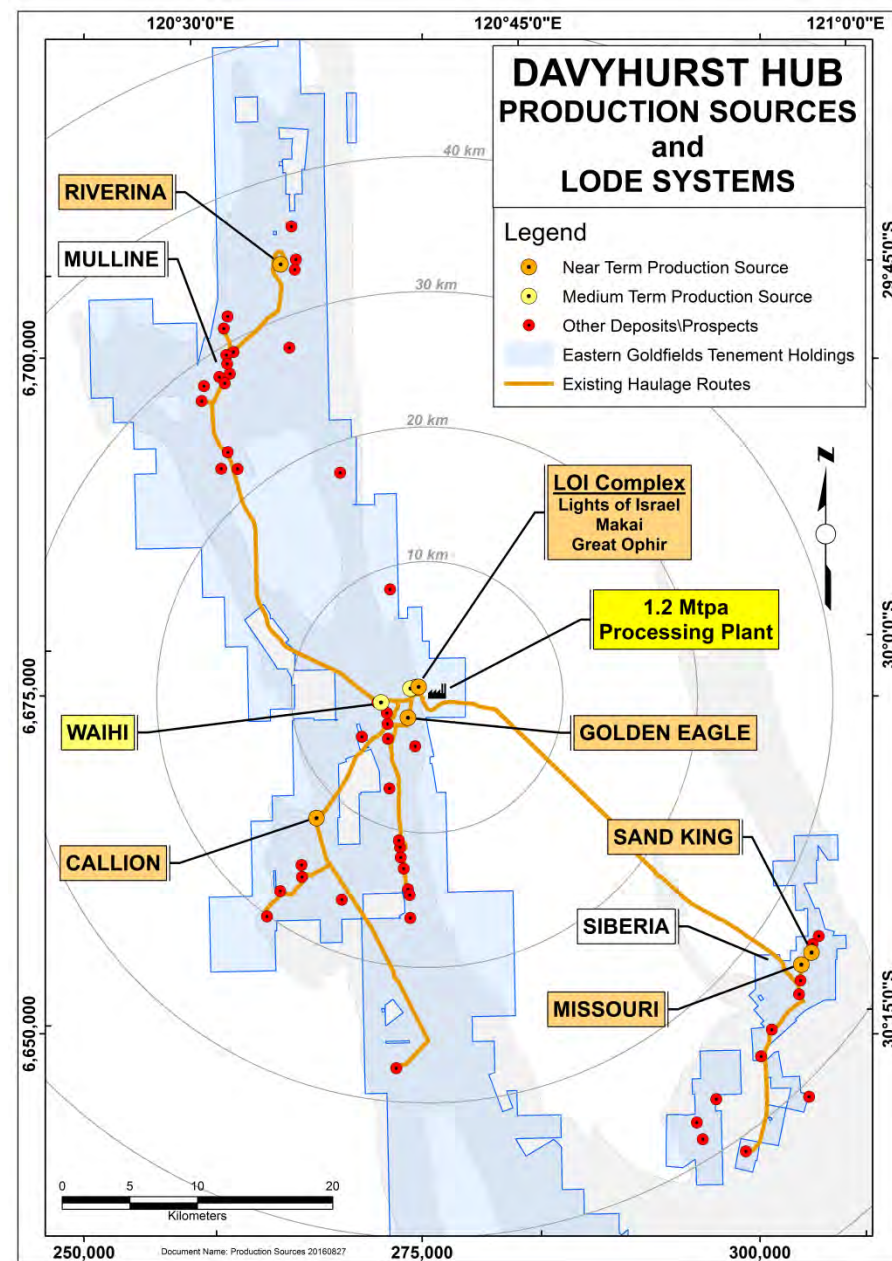 120°30'0"E
120°45'0"E
121°0'0"E
DAVYHURST HUB
PRODUCTION SOURCES
and
LODE SYSTEMS
Legend
Near Term Production Source
Medium Term Production Source
Other Deposits\Prospects
Eastern Goldfields Tenement Holdings
Existing Haulage Routes
40 km
30 km
20 km
10 km
RIVERINA
MULLINE
29°45'0"S
6,700,000
N
LOI Complex
Lights of Israel
Makai
Great Ophir
1.2 Mtpa
Processing Plant
30°0'0"S
6,675,000
WAIHI
GOLDEN EAGLE
CALLION
SAND KING
SIBERIA
MISSOURI
30°15'0"S
6,650,000
0 5 10 20
Kilometers
250,000
Document Name: Production Sources 20160827
275,000
300,000